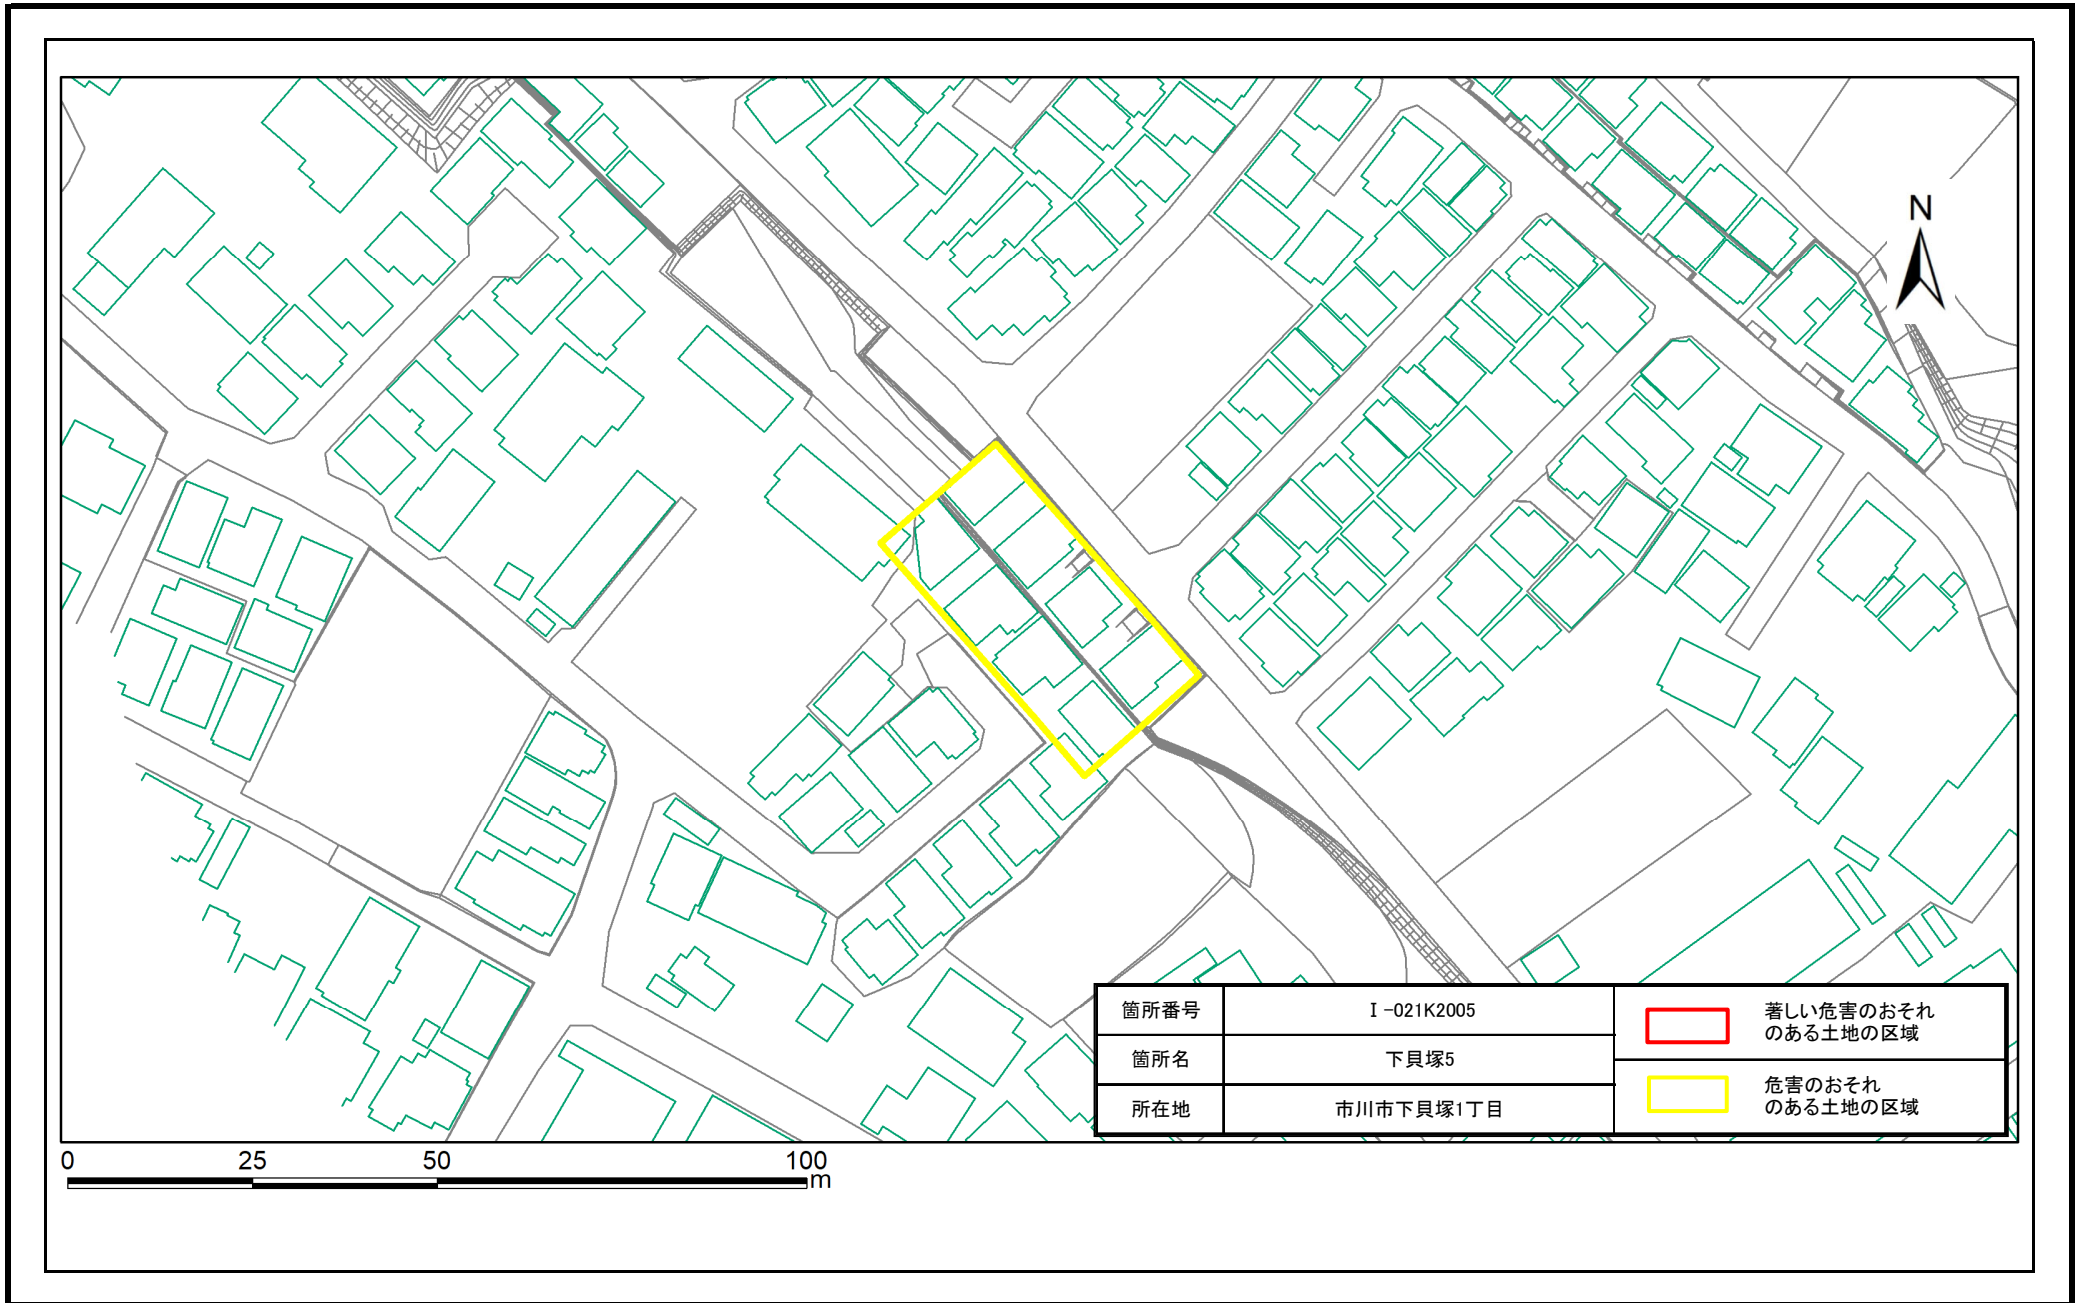 N
箇所番号
Ⅰ-021K2005
箇所名
下貝塚5
所在地
市川市下貝塚1丁目
著しい危害のおそれ
のある土地の区域
危害のおそれ
のある土地の区域
0 25 50 100
m